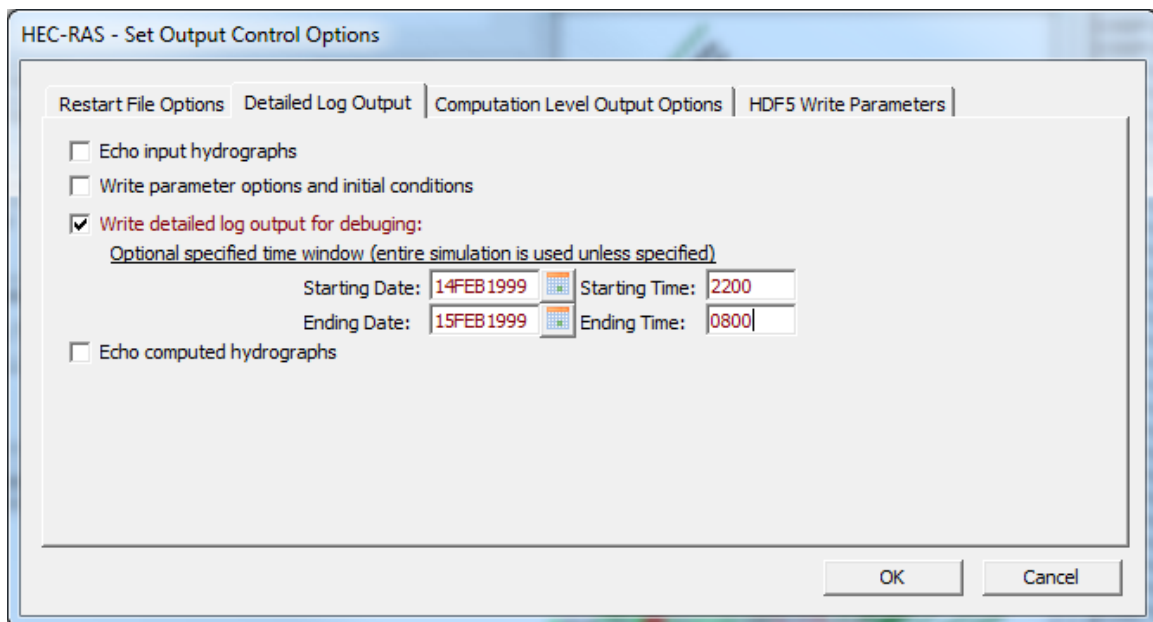 HEC-RAS - Set Output Control Options
Restart File Options Detailed Log Output Computation Level Output Options HDF5 Write Parameters
Echo input hydrographs
Write parameter options and initial conditions
Write detailed log output for debuging:
Optional specified time window (entire simulation is used unless specified)
Starting Date: 14FEB1999 Starting Time: 2200
Ending Date: 15FEB1999 Ending Time: 0800
Echo computed hydrographs
OK Cancel